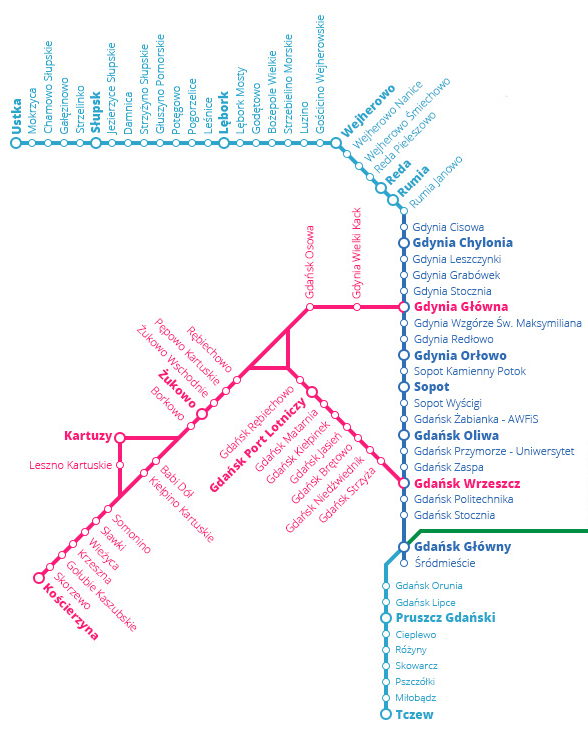 Ustka
Mokrzyca
Charnowo Słupskie
Gałęzinowo
Strzelinko
Słupsk
Jezierzyce Słupskie
Damnica
Strzyżyno Słupskie
Głuszyno Pomorskie
Potęgowo
Pogorzelice
Leśnice
Lębork
Lębork Mosty
Godętowo
Bożepole Wielkie
Strzebielino Morskie
Luzino
Gościcino Wejherowskie
Wejherowo
Wejherowo Nanice
Wejherowo Śmiechowo
Reda Pieleszewo
Reda
Rumia
Rumia Janowo
Gdynia Cisowa
Gdynia Chylonia
Gdynia Leszczynki
Gdynia Grabówek
Gdynia Stocznia
Gdynia Główna
Gdynia Wzgórze Św. Maksymiliana
Gdynia Redłowo
Gdynia Orłowo
Sopot Kamienny Potok
Sopot
Sopot Wyścigi
Gdańsk Żabianka - AWFiS
Gdańsk Oliwa
Gdańsk Przymorze - Uniwersytet
Gdańsk Zaspa
Gdańsk Wrzeszcz
Gdańsk Politechnika
Gdańsk Stocznia
Gdańsk Główny
Śródmieście
Gdańsk Orunia
Gdańsk Lipce
Pruszcz Gdański
Cieplewo
Różyny
Skowarcz
Pszczółki
Miłobądz
Tczew
Gdynia Wielki Kack
Gdańsk Osowa
Rębiechowo
Pępowo Kartuskie
Żukowo Wschodnie
Żukowo
Borkowo
Gdańsk Rębiechowo
Gdańsk Port Lotniczy
Gdańsk Matarnia
Gdańsk Kiełpinek
Gdańsk Jasień
Gdańsk Brętowo
Gdańsk Niedźwiednik
Gdańsk Strzyża
Kartuzy
Leszno Kartuskie
Babi Dół
Kiełpino Kartuskie
Somonino
Sławki
Wieżyca
Krzeszna
Gołubie Kaszubskie
Skorzewo
Kościerzyna